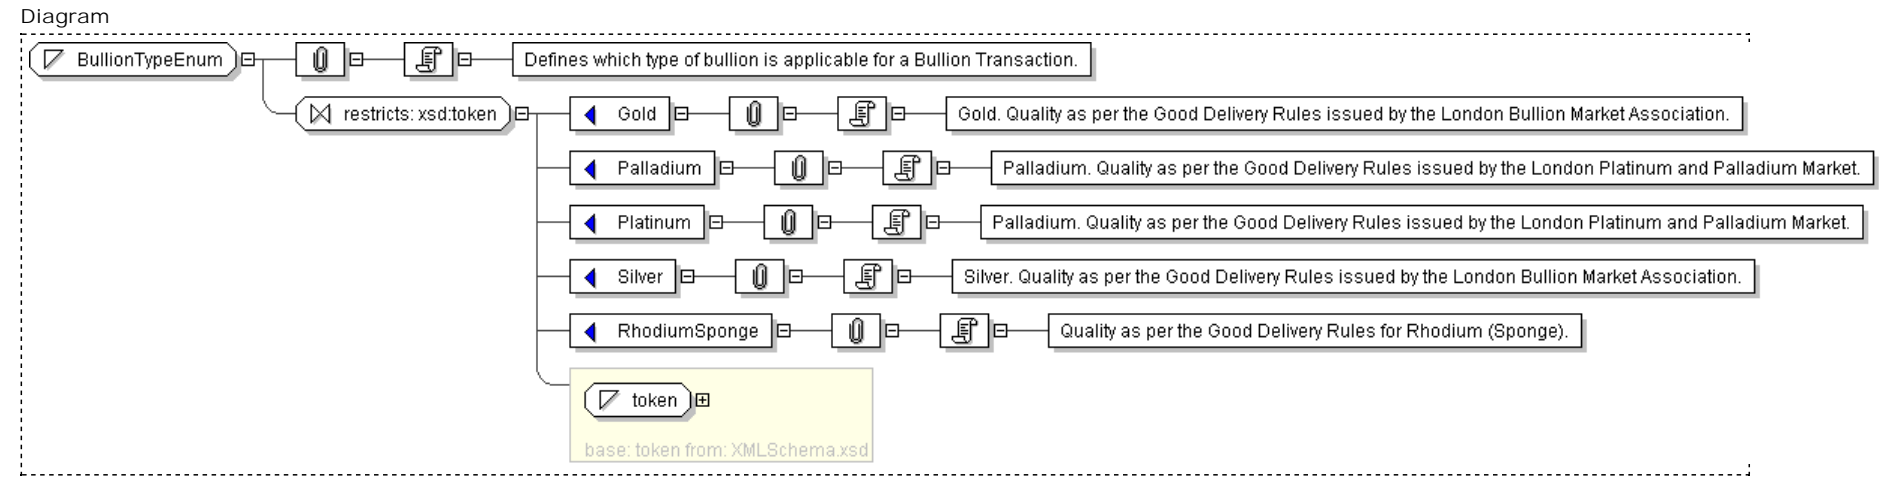 Diagram
BullionTypeEnum
Defines which type of bullion is applicable for a Bullion Transaction.
restricts: xsd:token
Gold
Gold. Quality as per the Good Delivery Rules issued by the London Bullion Market Association.
Palladium
Palladium. Quality as per the Good Delivery Rules issued by the London Platinum and Palladium Market.
Platinum
Palladium. Quality as per the Good Delivery Rules issued by the London Platinum and Palladium Market.
Silver
Silver. Quality as per the Good Delivery Rules issued by the London Bullion Market Association.
RhodiumSponge
Quality as per the Good Delivery Rules for Rhodium (Sponge).
token
base: token from: XMLSchema.xsd